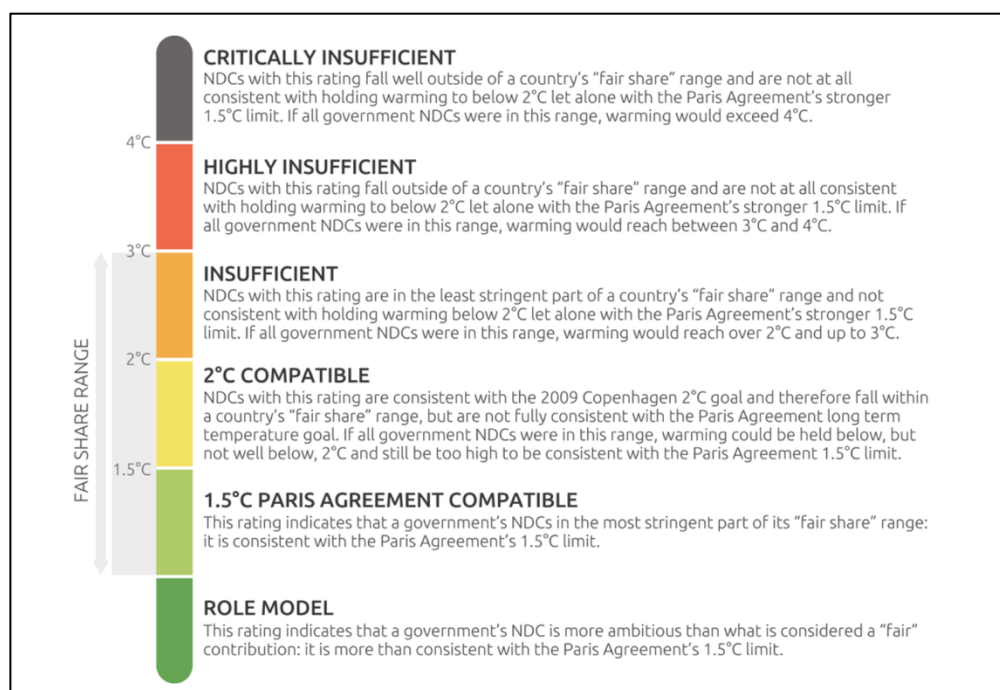 CRITICALLY INSUFFICIENT
NDCs with this rating fall well outside of a country's “fair share” range and are not at all
consistent with holding warming to below 2°C let alone with the Paris Agreement's stronger
1.5°C limit. If all government NDCs were in this range, warming would exceed 4°C.
4°C
HIGHLY INSUFFICIENT
NDCs with this rating fall outside of a country's “fair share” range and are not at all consistent
with holding warming to below 2°C let alone with the Paris Agreement's stronger 1.5°C limit. If
all government NDCs were in this range, warming would reach between 3°C and 4°C.
3°C
INSUFFICIENT
NDCs with this rating are in the least stringent part of a country's “fair share” range and not
consistent with holding warming below 2°C let alone with the Paris Agreement's stronger 1.5°C
limit. If all government NDCs were in this range, warming would reach over 2°C and up to 3°C.
FAIR SHARE RANGE
2°C
2°C COMPATIBLE
NDCs with this rating are consistent with the 2009 Copenhagen 2°C goal and therefore fall within
a country's “fair share” range, but are not fully consistent with the Paris Agreement long term
temperature goal. If all government NDCs were in this range, warming could be held below, but
not well below, 2°C and still be too high to be consistent with the Paris Agreement 1.5°C limit.
1.5°C
1.5°C PARIS AGREEMENT COMPATIBLE
This rating indicates that a government's NDCs in the most stringent part of its “fair share” range:
it is consistent with the Paris Agreement's 1.5°C limit.
ROLE MODEL
This rating indicates that a government's NDC is more ambitious than what is considered a “fair”
contribution: it is more than consistent with the Paris Agreement's 1.5°C limit.